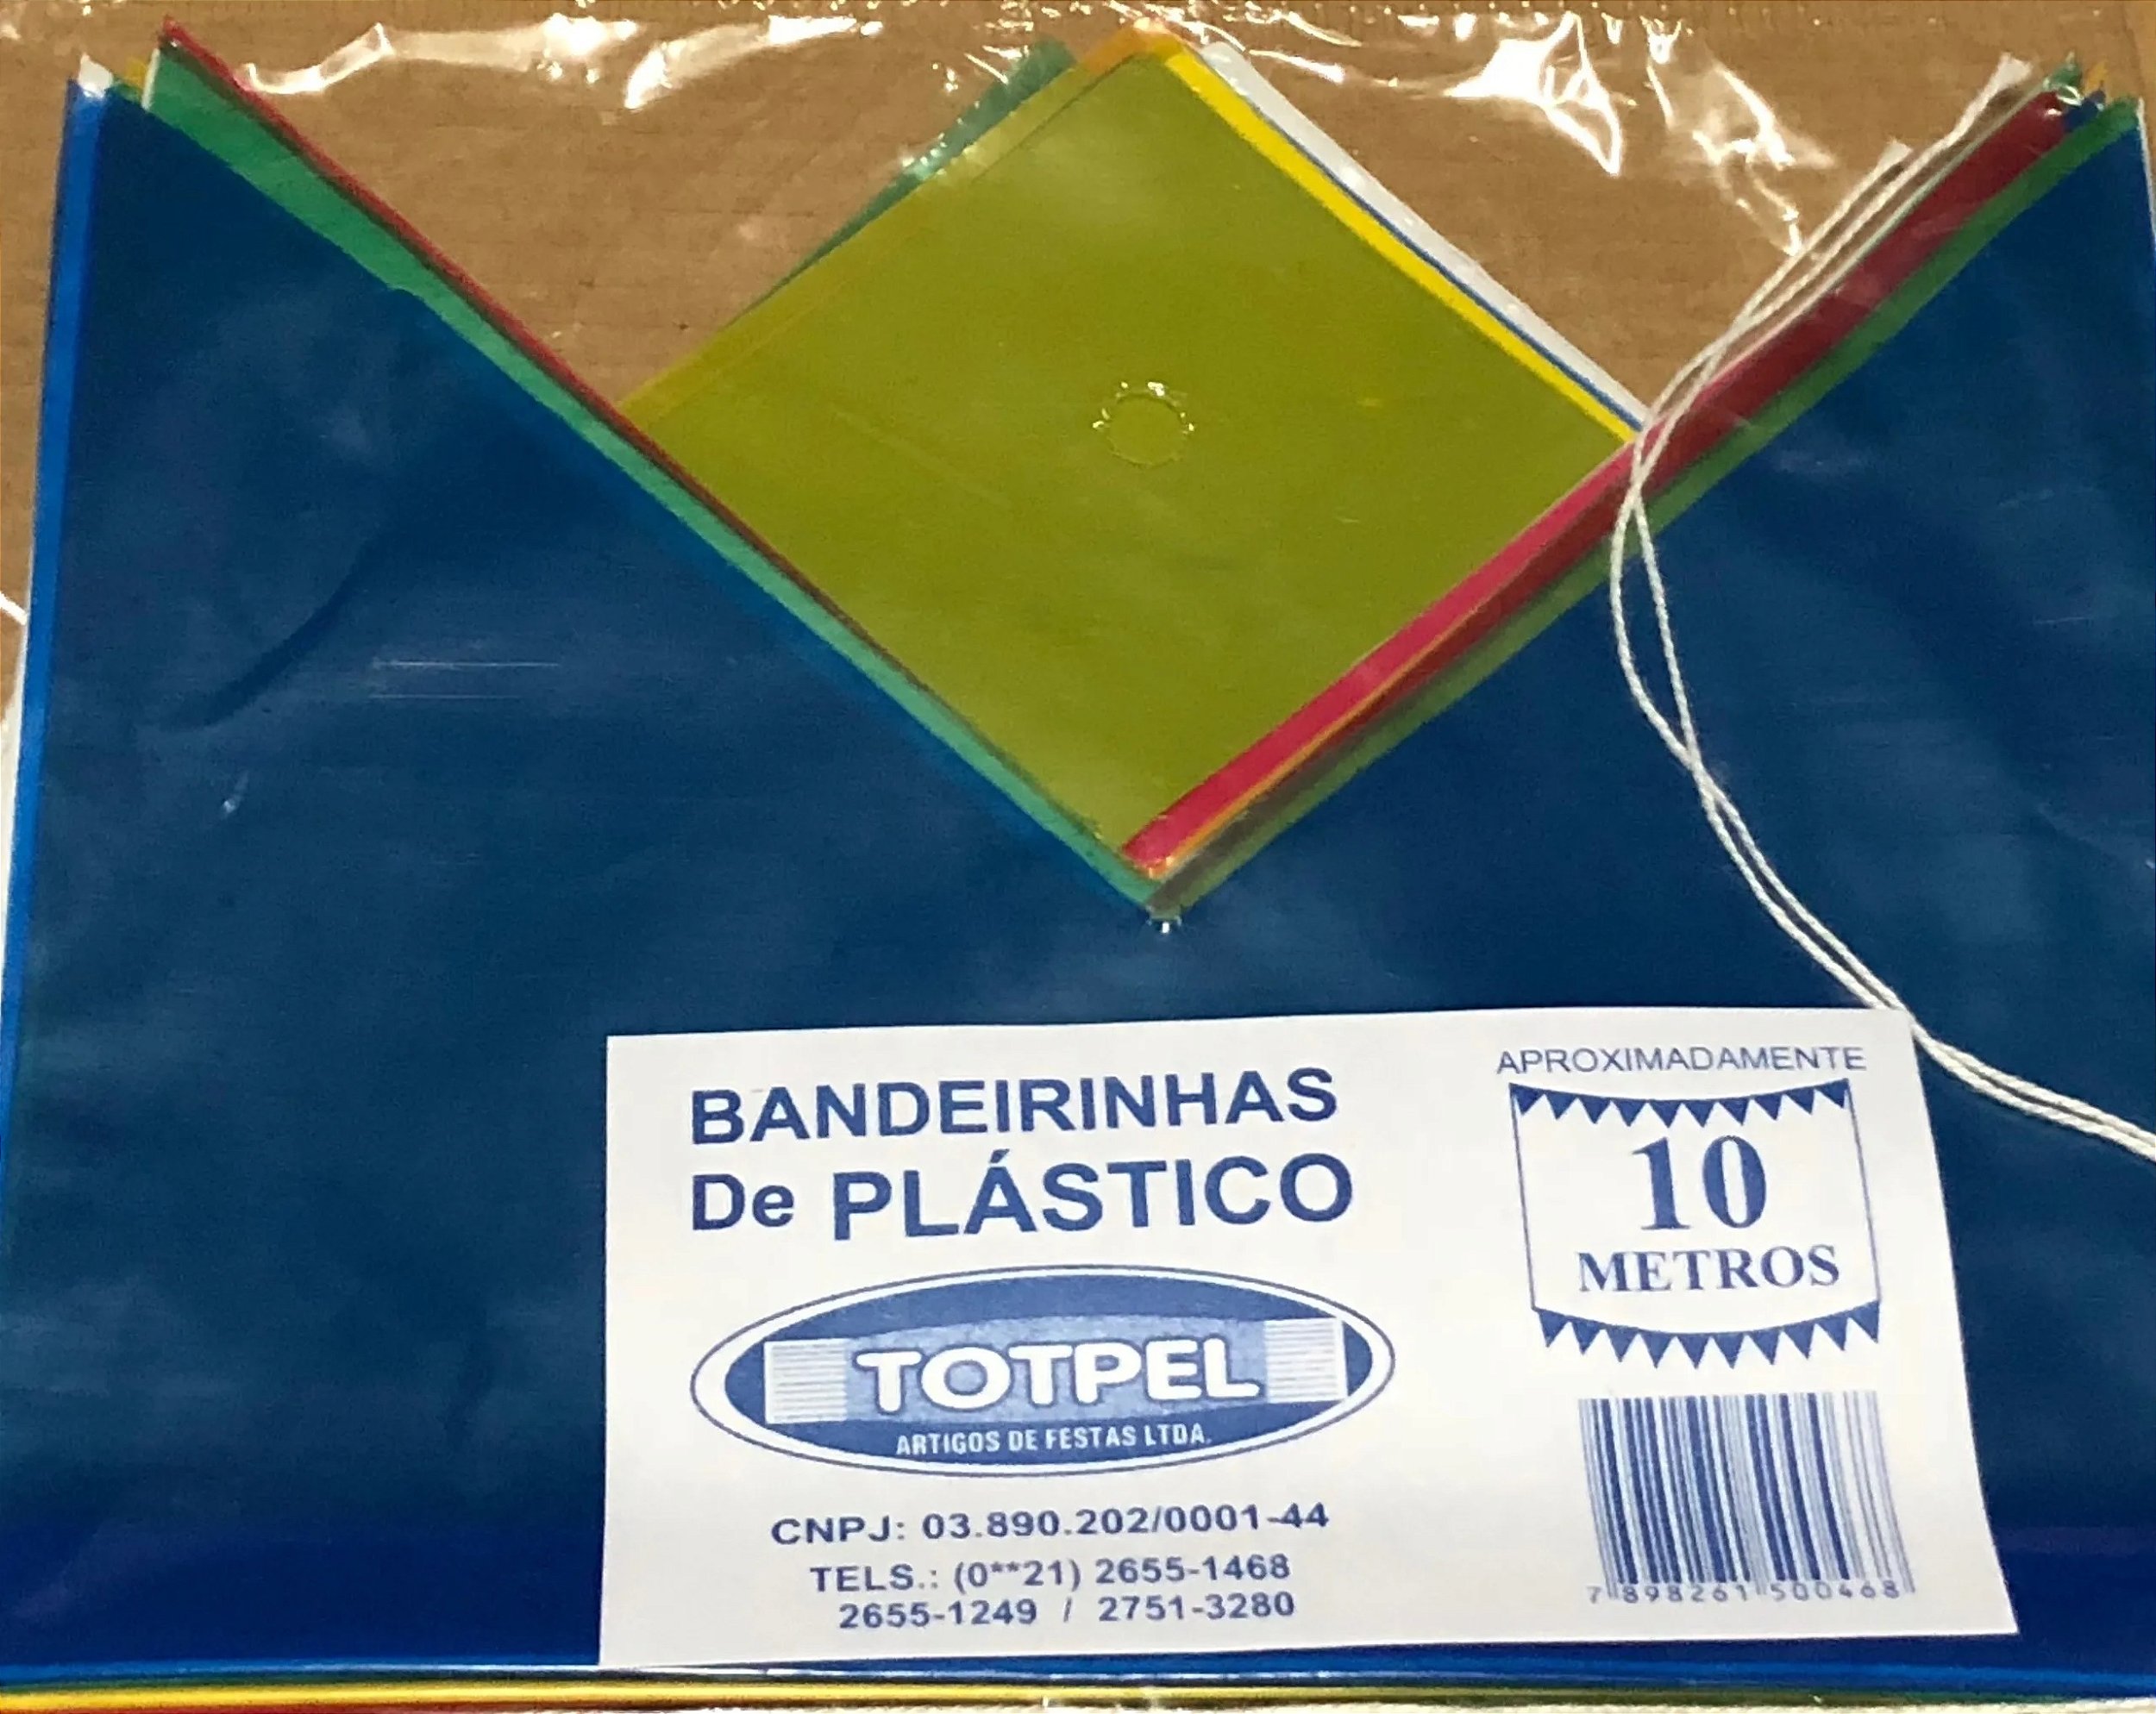 BANDEIRINHAS
De PLÁSTICO
TOTPEL
ARTIGOS DE FESTAS LTDA.
CNPJ: 03.890.202/0001-44
TELS.: (0**21) 2655-1468
2655-1249 / 2751-3280
APROXIMADAMENTE
10
METROS
7 898261 500468